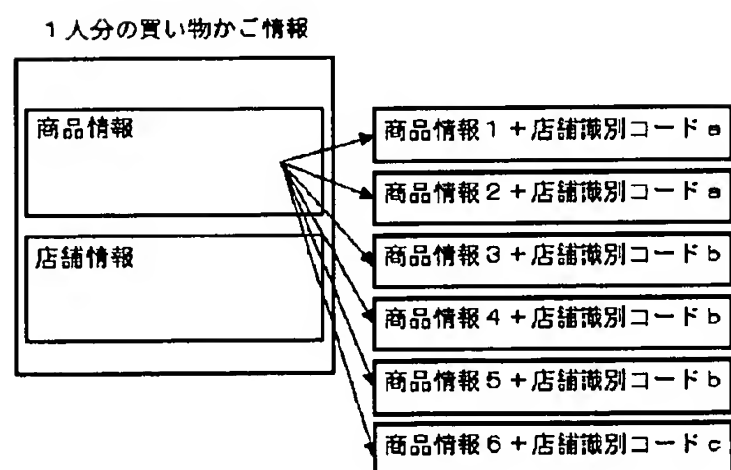 1人分の買い物かご情報
商品情報
店舗情報
商品情報1+店舗識別コードa
商品情報2+店舗識別コードa
商品情報3+店舗識別コードb
商品情報4+店舗識別コードb
商品情報5+店舗識別コードb
商品情報6+店舗識別コードc